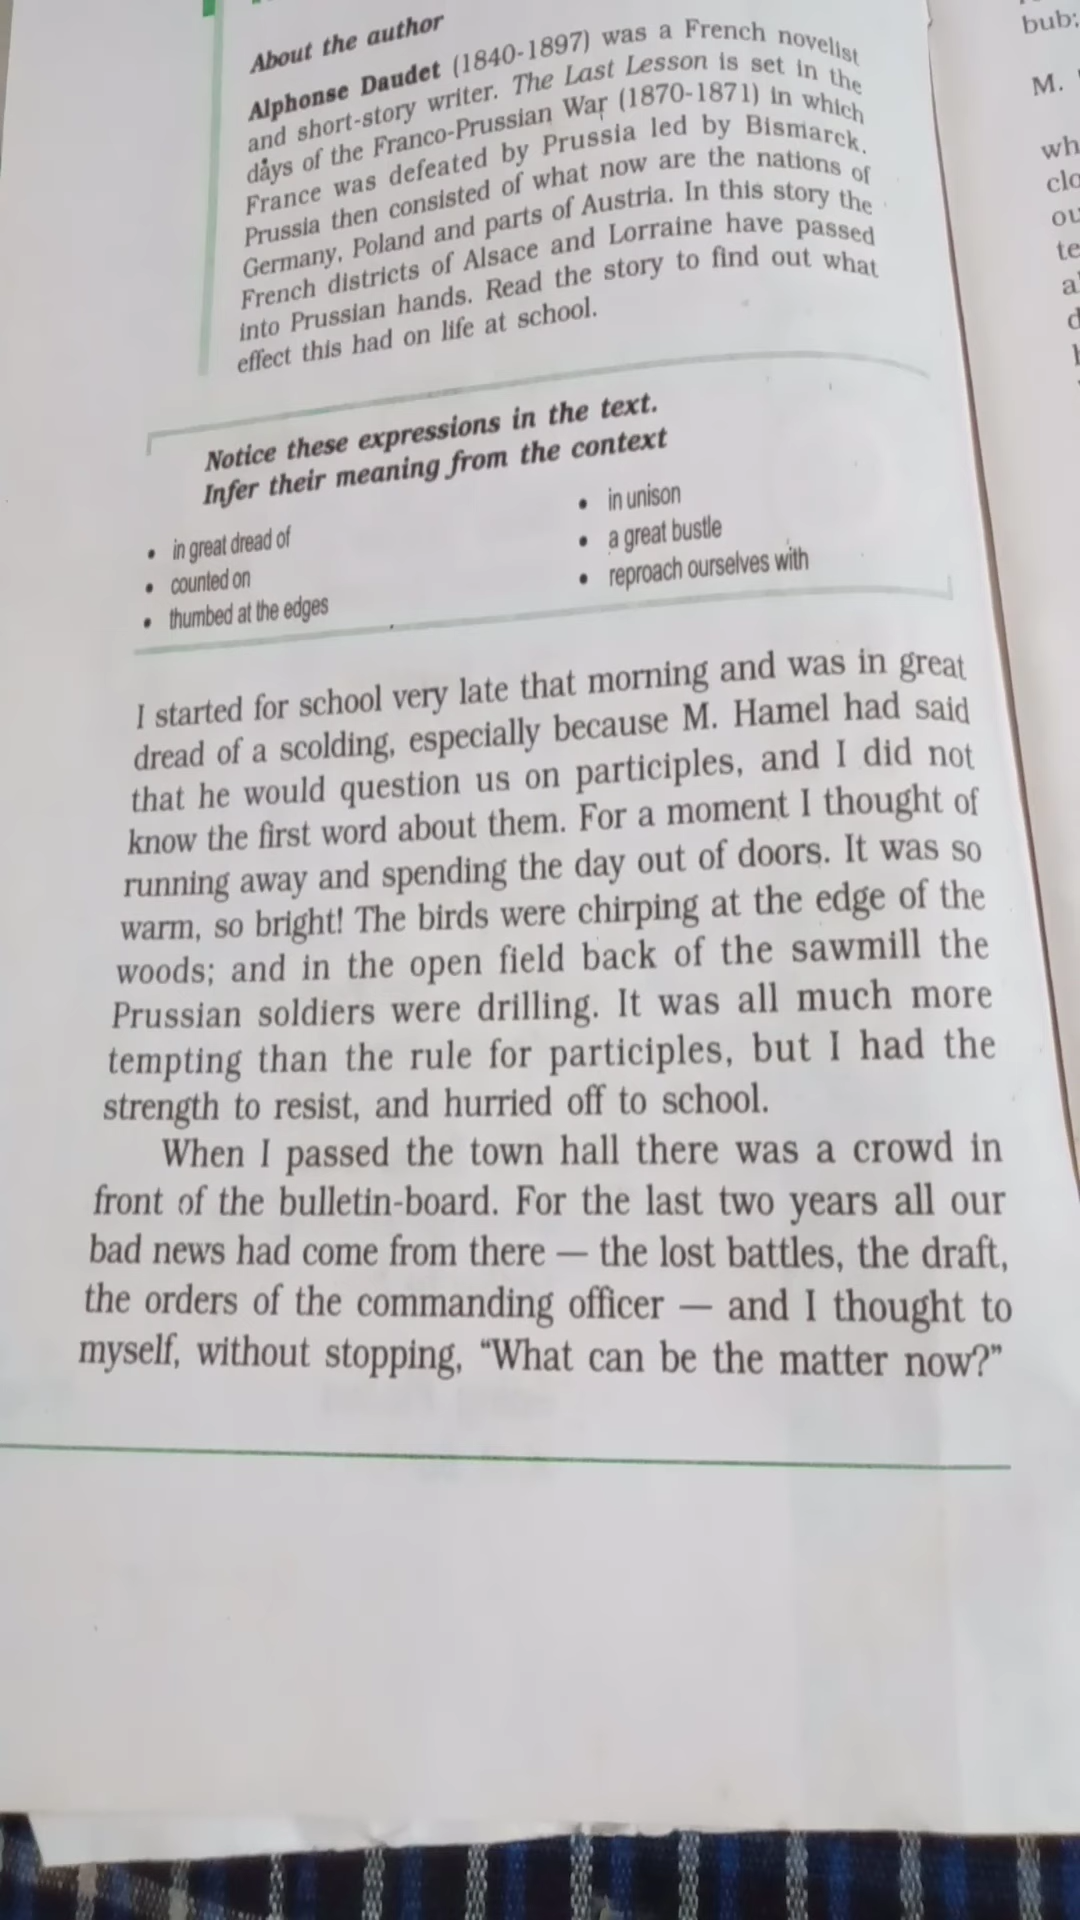 About the author
Alphonse Daudet (1840-1897) was a French novelist
and short-story writer. The Last Lesson is set in the
days of the Franco-Prussian War (1870-1871) in which
France was defeated by Prussia led by Bismarck.
Prussia then consisted of what now are the nations of
Germany, Poland and parts of Austria. In this story the
French districts of Alsace and Lorraine have passed
into Prussian hands. Read the story to find out what
effect this had on life at school.
Notice these expressions in the text.
Infer their meaning from the context
• in great dread of
• counted on
• thumbed at the edges
• in unison
• a great bustle
• reproach ourselves with
I started for school very late that morning and was in great
dread of a scolding, especially because M. Hamel had said
that he would question us on participles, and I did not
know the first word about them. For a moment I thought of
running away and spending the day out of doors. It was so
warm, so bright! The birds were chirping at the edge of the
woods; and in the open field back of the sawmill the
Prussian soldiers were drilling. It was all much more
tempting than the rule for participles, but I had the
strength to resist, and hurried off to school.
When I passed the town hall there was a crowd in
front of the bulletin-board. For the last two years all our
bad news had come from there — the lost battles, the draft,
the orders of the commanding officer — and I thought to
myself, without stopping, “What can be the matter now?”
bub:
M.
wh
clo
ou
te